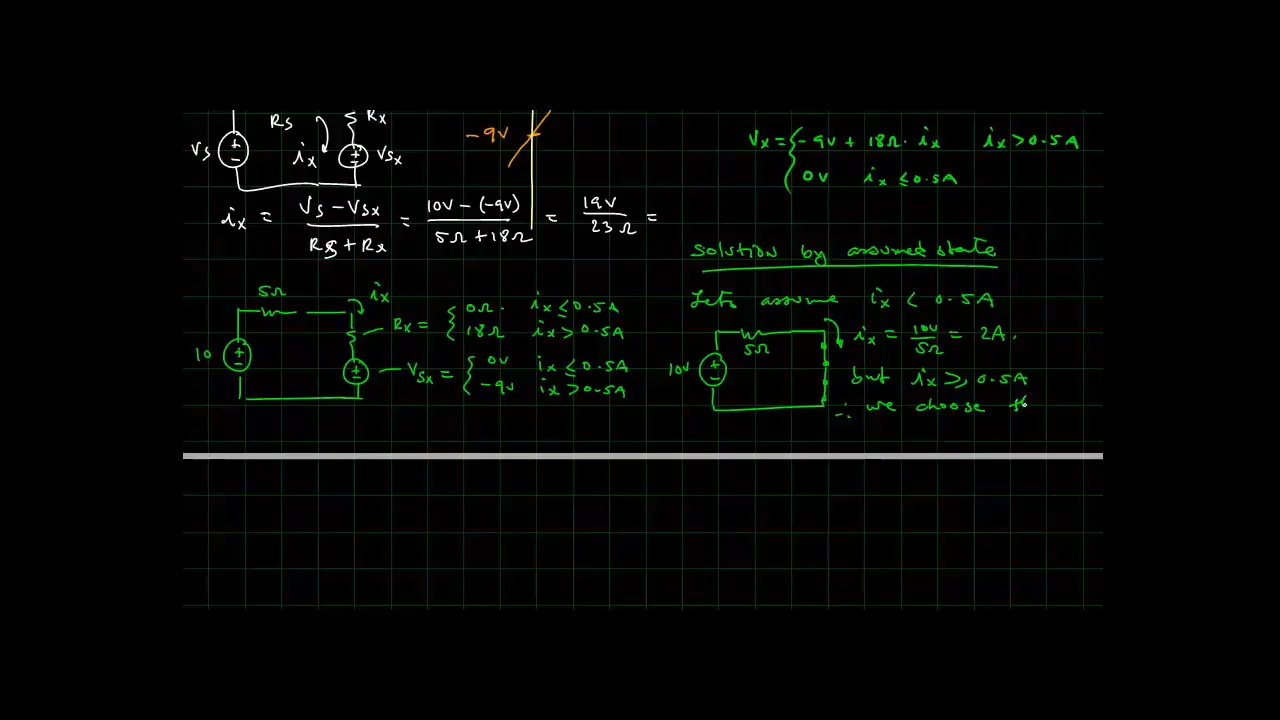 Rs
Rx
Vs
ix
Vsx
-9V
ix = Vs - Vsx / Rs + Rx = 10V - (-9V) / 5Ω + 18Ω = 19V / 23Ω =
5Ω
ix
10
Rx = { 0Ω. ix ≤ 0.5A
18Ω ix > 0.5A
Vsx = { 0V ix ≤ 0.5A
-9V ix > 0.5A
Vx = { -9V + 18Ω. ix ix > 0.5A
0V ix ≤ 0.5A
Solution by assumed state
Lets assume ix < 0.5A
10V
5Ω
ix = 10V / 5Ω = 2A.
but ix ≥ 0.5A
∴ we choose